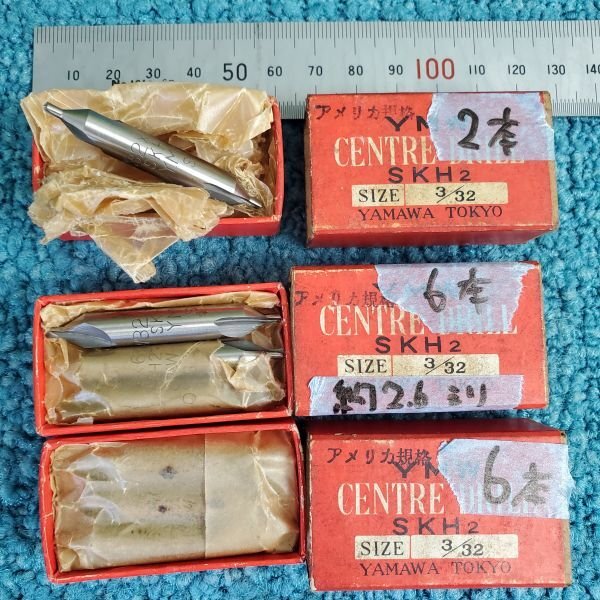 10 20 30 40 50 60 70 80 90 100 110 120 130 140
アメリカ規格
2本
CENTRE DRILL
SKH2
SIZE 3/32
YAMAWA TOKYO
アメリカ規格
6本
CENTRE DRILL
SKH2
SIZE 3/32
約2.6ミリ
アメリカ規格
6本
CENTRE DRILL
SKH2
SIZE 3/32
YAMAWA TOKYO